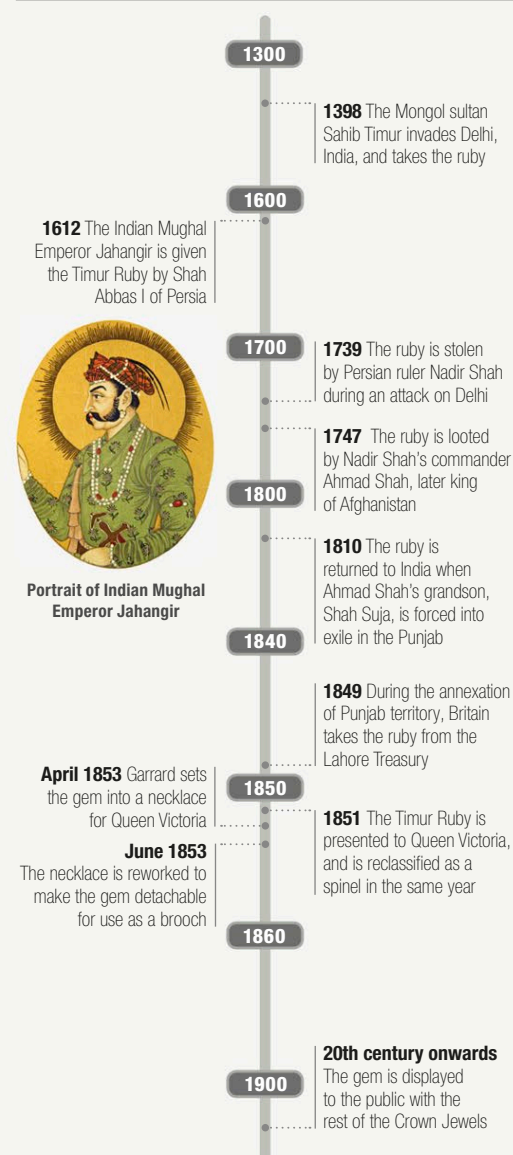 1300
1398 The Mongol sultan
Sahib Timur invades Delhi,
India, and takes the ruby
1600
1612 The Indian Mughal
Emperor Jahangir is given
the Timur Ruby by Shah
Abbas I of Persia
1700
1739 The ruby is stolen
by Persian ruler Nadir Shah
during an attack on Delhi
1747 The ruby is looted
by Nadir Shah's commander
Ahmad Shah, later king
of Afghanistan
Portrait of Indian Mughal
Emperor Jahangir
1800
1810 The ruby is
returned to India when
Ahmad Shah's grandson,
Shah Suja, is forced into
exile in the Punjab
1840
1849 During the annexation
of Punjab territory, Britain
takes the ruby from the
Lahore Treasury
1850
1851 The Timur Ruby is
presented to Queen Victoria,
and is reclassified as a
spinel in the same year
April 1853 Garrard sets
the gem into a necklace
for Queen Victoria
June 1853
The necklace is reworked to
make the gem detachable
for use as a brooch
1860
1900
20th century onwards
The gem is displayed
to the public with the
rest of the Crown Jewels